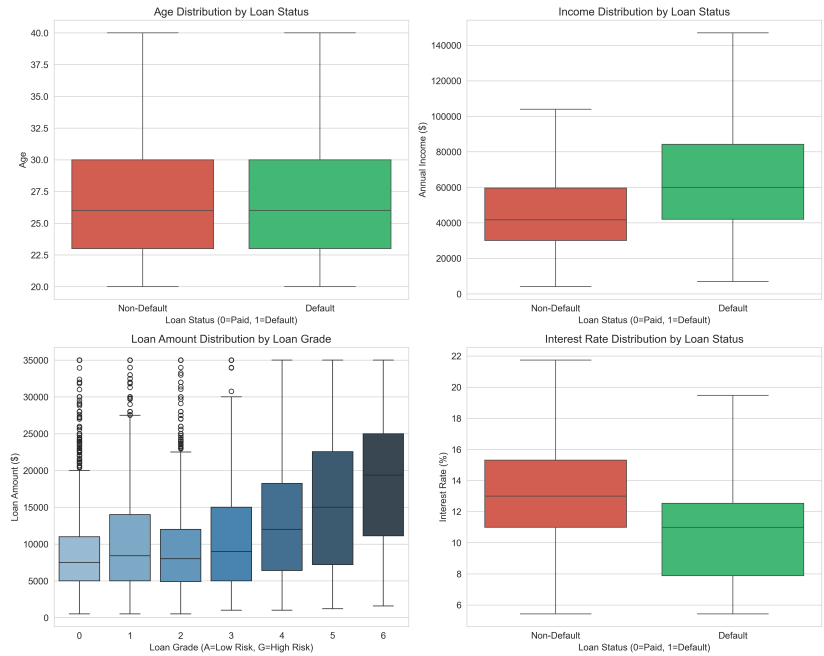 Age Distribution by Loan Status
40.0
37.5
35.0
32.5
30.0
27.5
25.0
22.5
20.0
Age
Non-Default
Default
Loan Status (0=Paid, 1=Default)
Income Distribution by Loan Status
140000
120000
100000
80000
60000
40000
20000
0
Annual Income ($)
Non-Default
Default
Loan Status (0=Paid, 1=Default)
Loan Amount Distribution by Loan Grade
35000
30000
25000
20000
15000
10000
5000
0
Loan Amount ($)
0
1
2
3
4
5
6
Loan Grade (A=Low Risk, G=High Risk)
Interest Rate Distribution by Loan Status
22
20
18
16
14
12
10
8
6
Interest Rate (%)
Non-Default
Default
Loan Status (0=Paid, 1=Default)